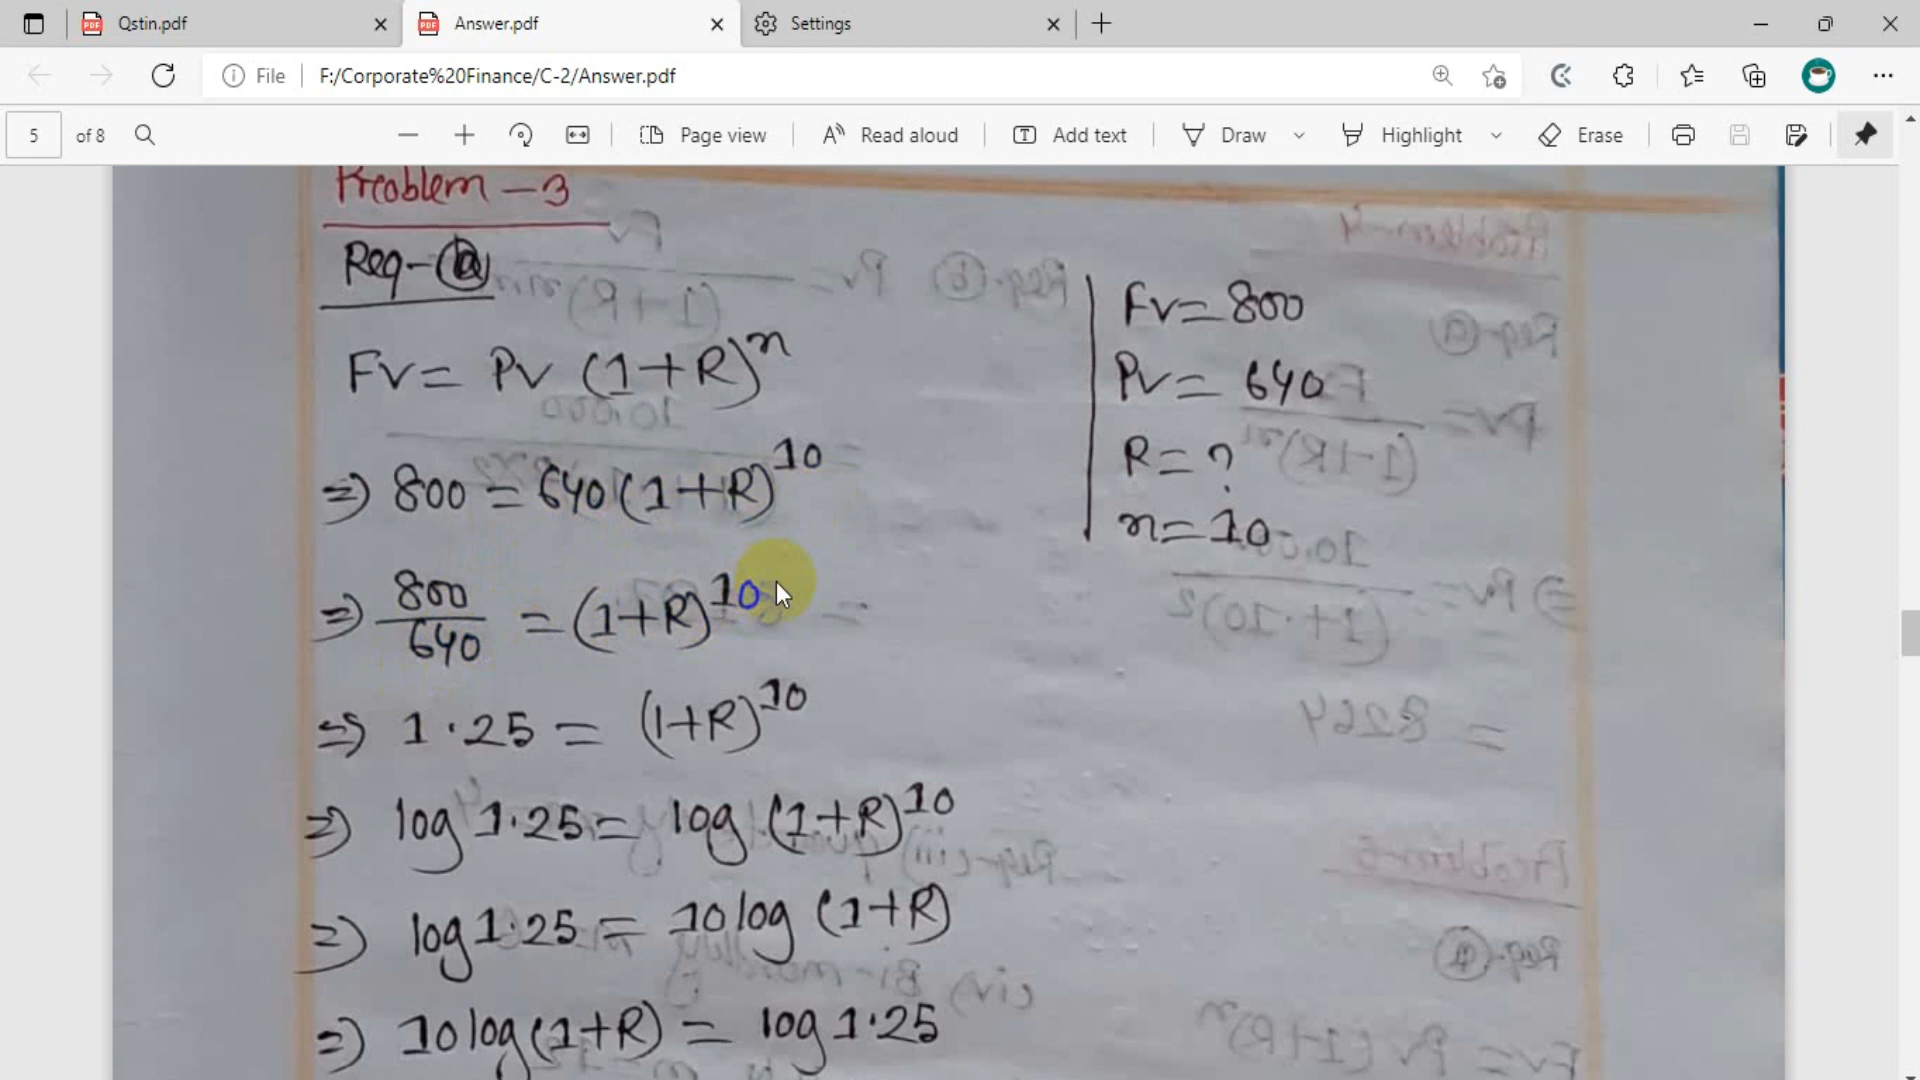 Qstin.pdf
Answer.pdf
Settings
File
F:/Corporate%20Finance/C-2/Answer.pdf
5 of 8
Page view
Read aloud
Add text
Draw
Highlight
Erase
Problem - 3
Req-(a)
Fv = Pv (1+R)^n
⇒ 800 = 640 (1+R)^10
⇒ 800/640 = (1+R)^10
⇒ 1.25 = (1+R)^10
⇒ log 1.25 = log (1+R)^10
⇒ log 1.25 = 10 log (1+R)
⇒ 10 log (1+R) = log 1.25
Fv = 800
Pv = 640
R = ?
n = 10